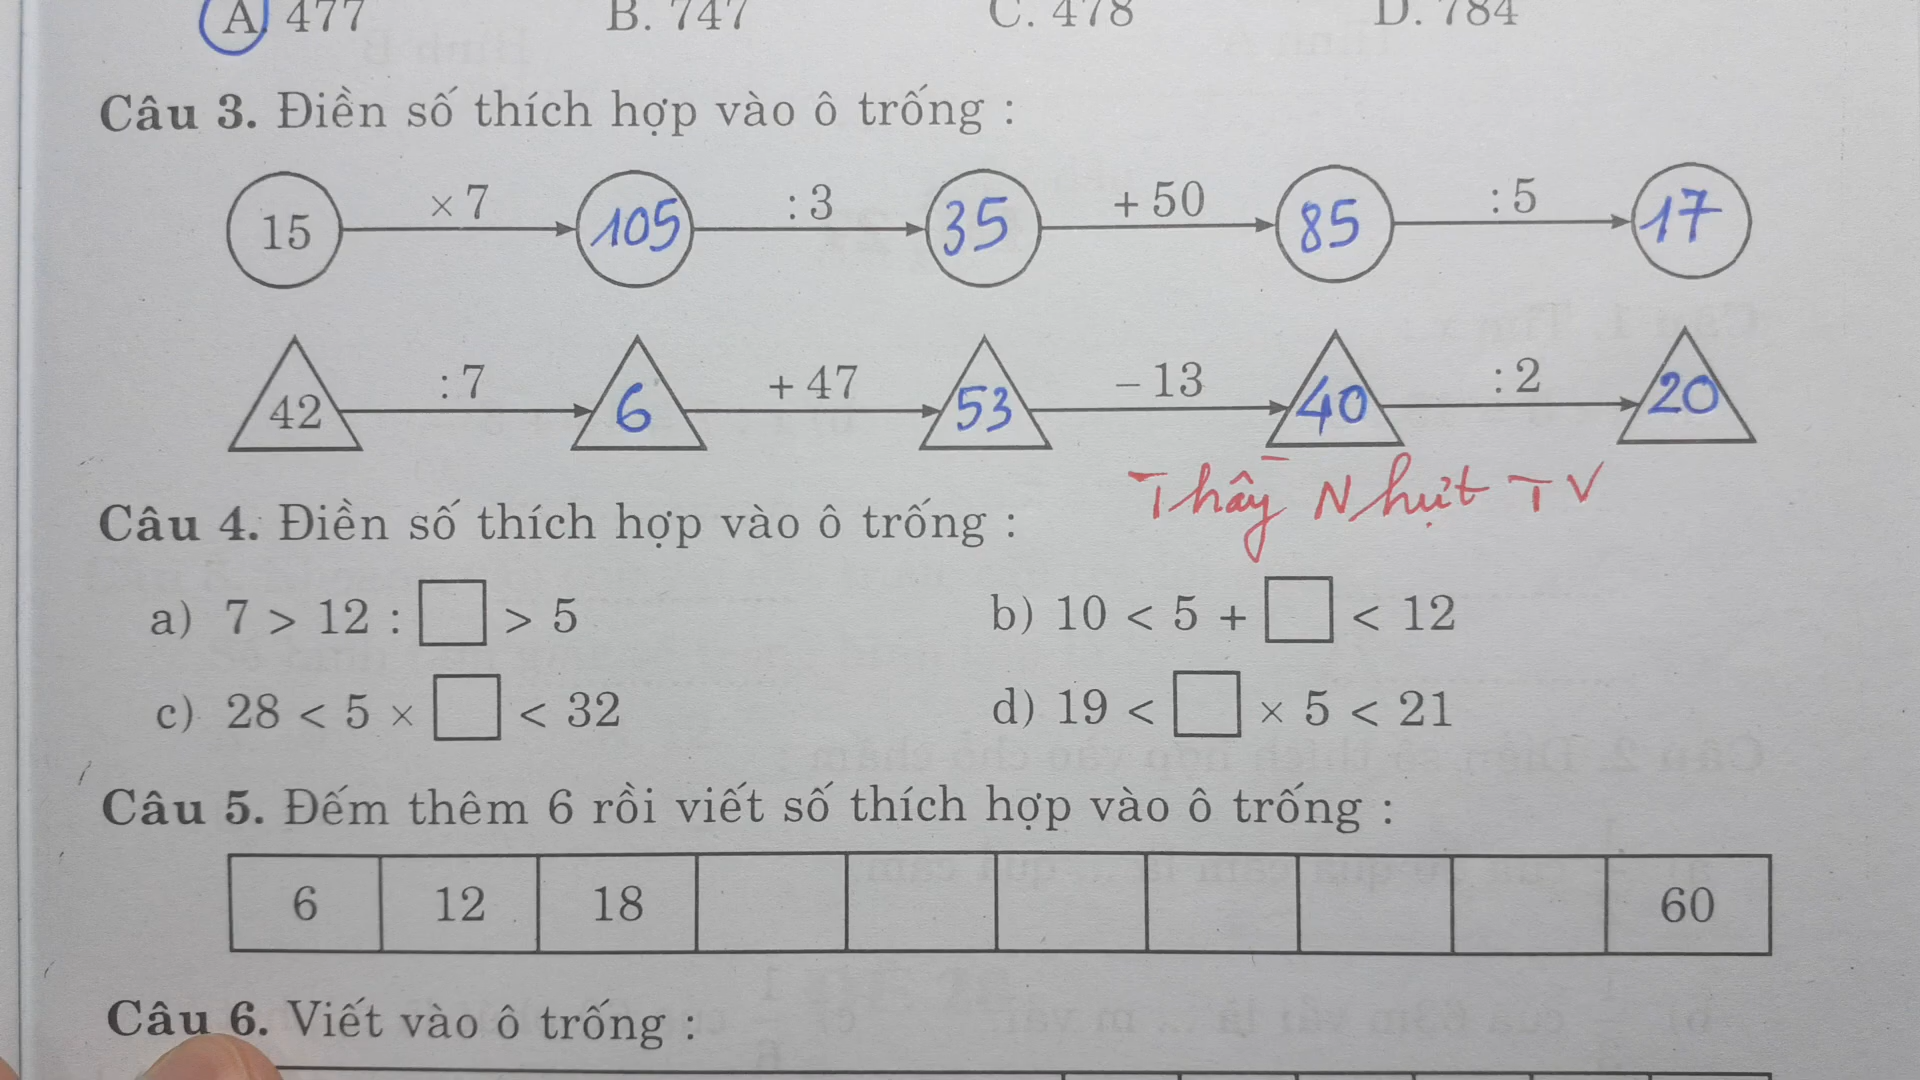 A. 477 B. 747 C. 478 D. 784
Câu 3. Điền số thích hợp vào ô trống :
15 × 7 105 : 3 35 + 50 85 : 5 17
42 : 7 6 + 47 53 – 13 40 : 2 20
Thầy Nhựt TV
Câu 4. Điền số thích hợp vào ô trống :
a) 7 > 12 : □ > 5 b) 10 < 5 + □ < 12
c) 28 < 5 × □ < 32 d) 19 < □ × 5 < 21
Câu 5. Đếm thêm 6 rồi viết số thích hợp vào ô trống :
6 12 18 60
Câu 6. Viết vào ô trống :